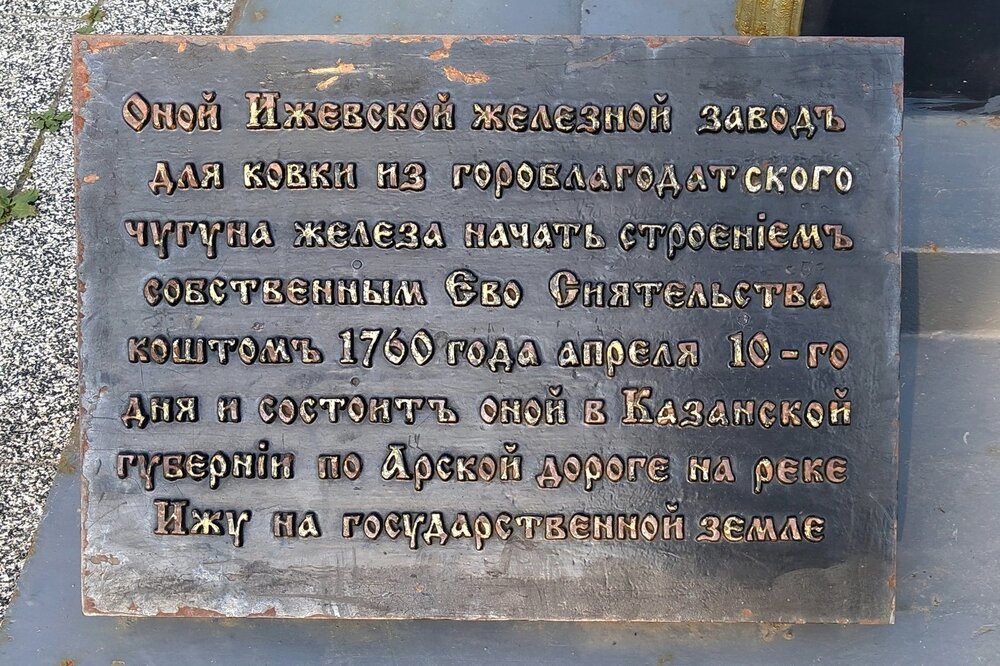 Оной Ижевской железной заводъ
для ковки из гороблагодатского
чугуна железа начать строенiемъ
собственным Ево Сиятельства
коштомъ 1760 года апреля 10-го
дня и состоитъ оной в Казанской
губернiи по Арской дороге на реке
Ижу на государственной земле